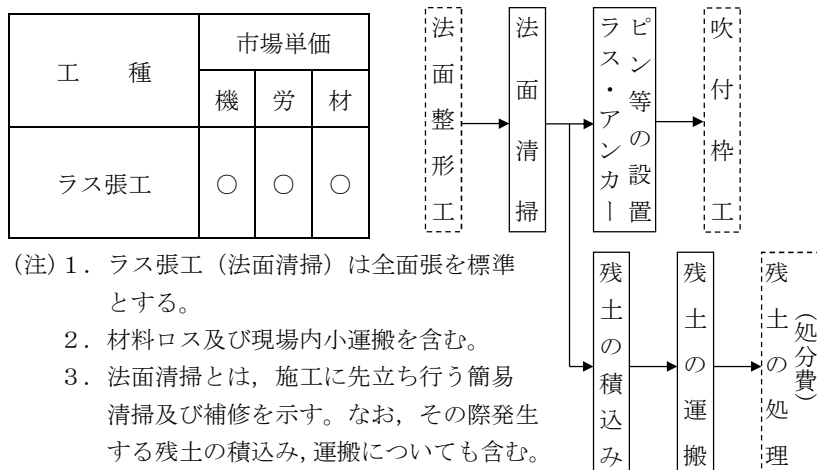 工　種
市場単価
機
労
材
ラス張工
○
○
○
法面整形工
法面清掃
ラス・アンカー
ピン等の設置
吹付枠工
残土の積込み
残土の運搬
残土の処理
（処分費）
(注)１．ラス張工（法面清掃）は全面張を標準
とする。
２．材料ロス及び現場内小運搬を含む。
３．法面清掃とは，施工に先立ち行う簡易
清掃及び補修を示す。なお，その際発生
する残土の積込み,運搬についても含む。